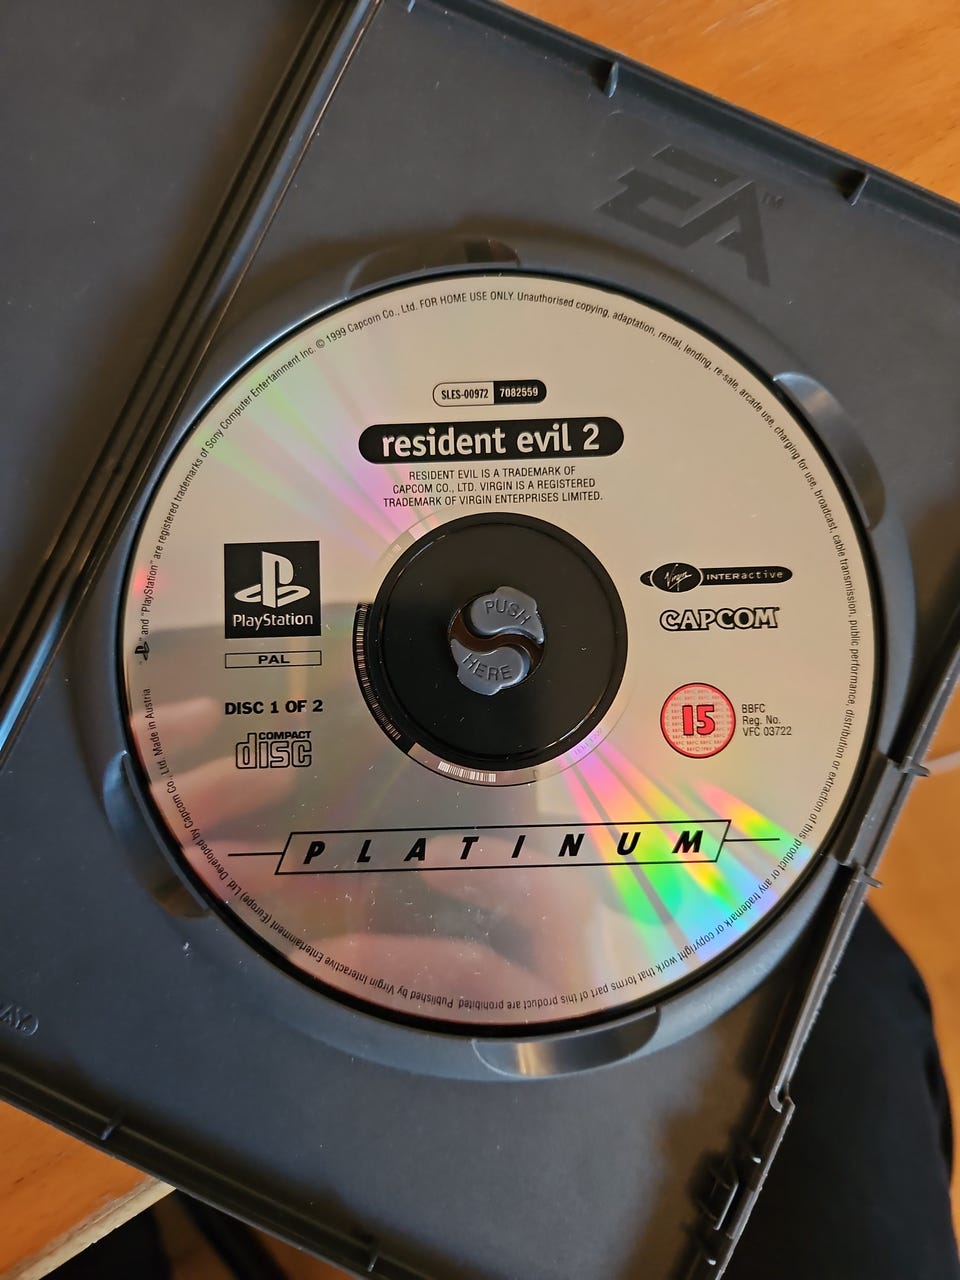 EA™
SLES-00972 7082559
resident evil 2
RESIDENT EVIL IS A TRADEMARK OF
CAPCOM CO., LTD. VIRGIN IS A REGISTERED
TRADEMARK OF VIRGIN ENTERPRISES LIMITED.
PlayStation
PAL
DISC 1 OF 2
COMPACT
disc
PUSH
HERE
Virgin INTERactive
CAPCOM
15
BBFC
Reg. No.
VFC 03722
PLATINUM
" and "PlayStation" are registered trademarks of Sony Computer Entertainment Inc. © 1999 Capcom Co., Ltd. FOR HOME USE ONLY. Unauthorised copying, adaptation, rental, lending, re-sale, arcade use, charging for use, broadcast, cable transmission, public performance, distribution or extraction of this product or any trademark or copyright work that forms part of this product are prohibited. Published by Virgin Interactive Entertainment (Europe) Ltd. Developed by Capcom Co., Ltd. Made in Austria